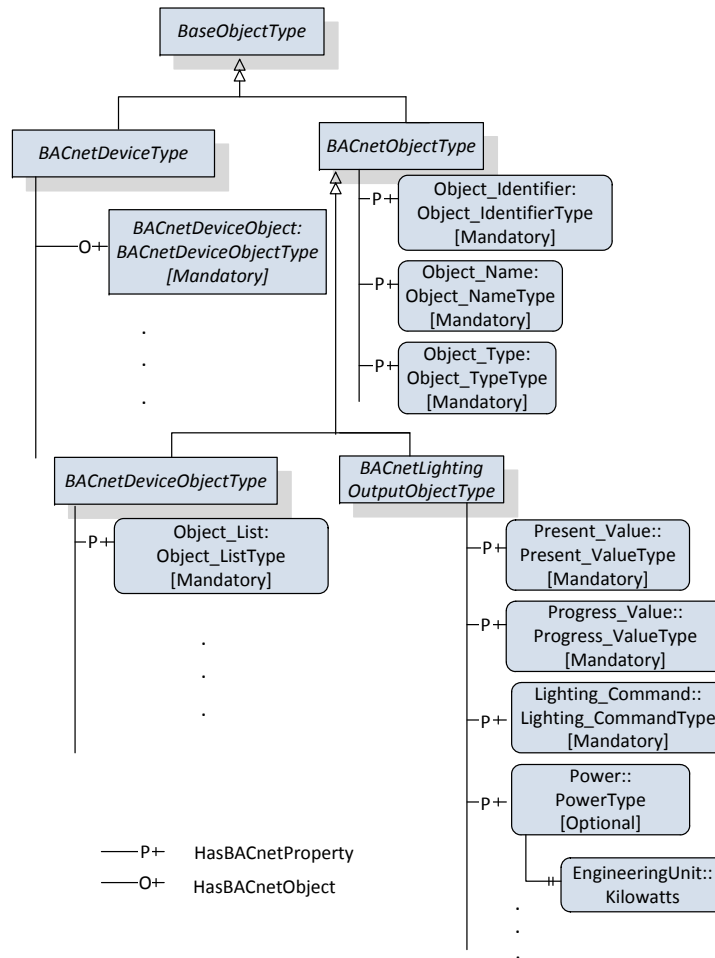 BaseObjectType
BACnetDeviceType
BACnetObjectType
Object_Identifier:
Object_IdentifierType
[Mandatory]
P
BACnetDeviceObject:
BACnetDeviceObjectType
[Mandatory]
O
Object_Name:
Object_NameType
[Mandatory]
P
Object_Type:
Object_TypeType
[Mandatory]
P
BACnetDeviceObjectType
BACnetLighting
OutputObjectType
Object_List:
Object_ListType
[Mandatory]
P
Present_Value::
Present_ValueType
[Mandatory]
P
Progress_Value::
Progress_ValueType
[Mandatory]
P
Lighting_Command::
Lighting_CommandType
[Mandatory]
P
Power::
PowerType
[Optional]
P
EngineeringUnit::
Kilowatts
P HasBACnetProperty
O HasBACnetObject